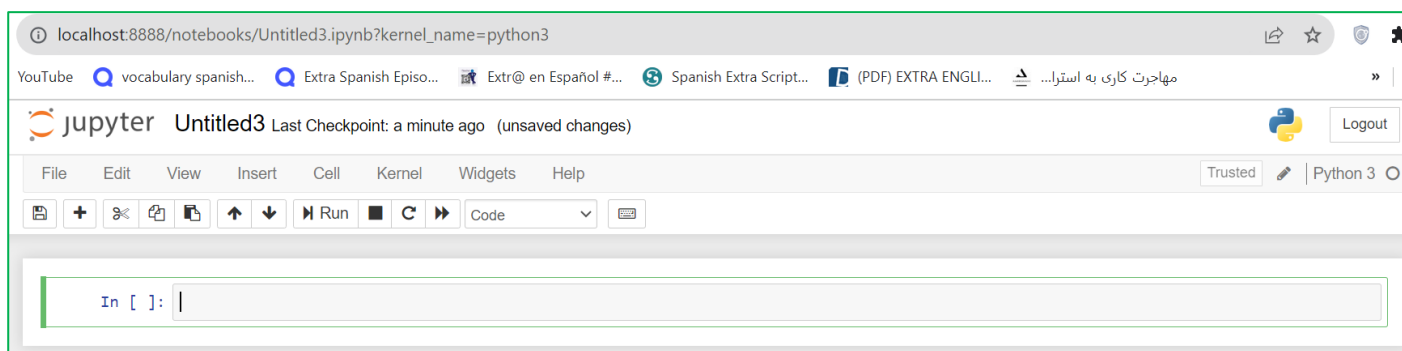 localhost:8888/notebooks/Untitled3.ipynb?kernel_name=python3
YouTube vocabulary spanish... Extra Spanish Episo... Extr@ en Español #... Spanish Extra Script... (PDF) EXTRA ENGLI... مهاجرت کاری به استرا... »
jupyter Untitled3 Last Checkpoint: a minute ago (unsaved changes) Logout
File Edit View Insert Cell Kernel Widgets Help Trusted Python 3
Run Code
In [ ]: